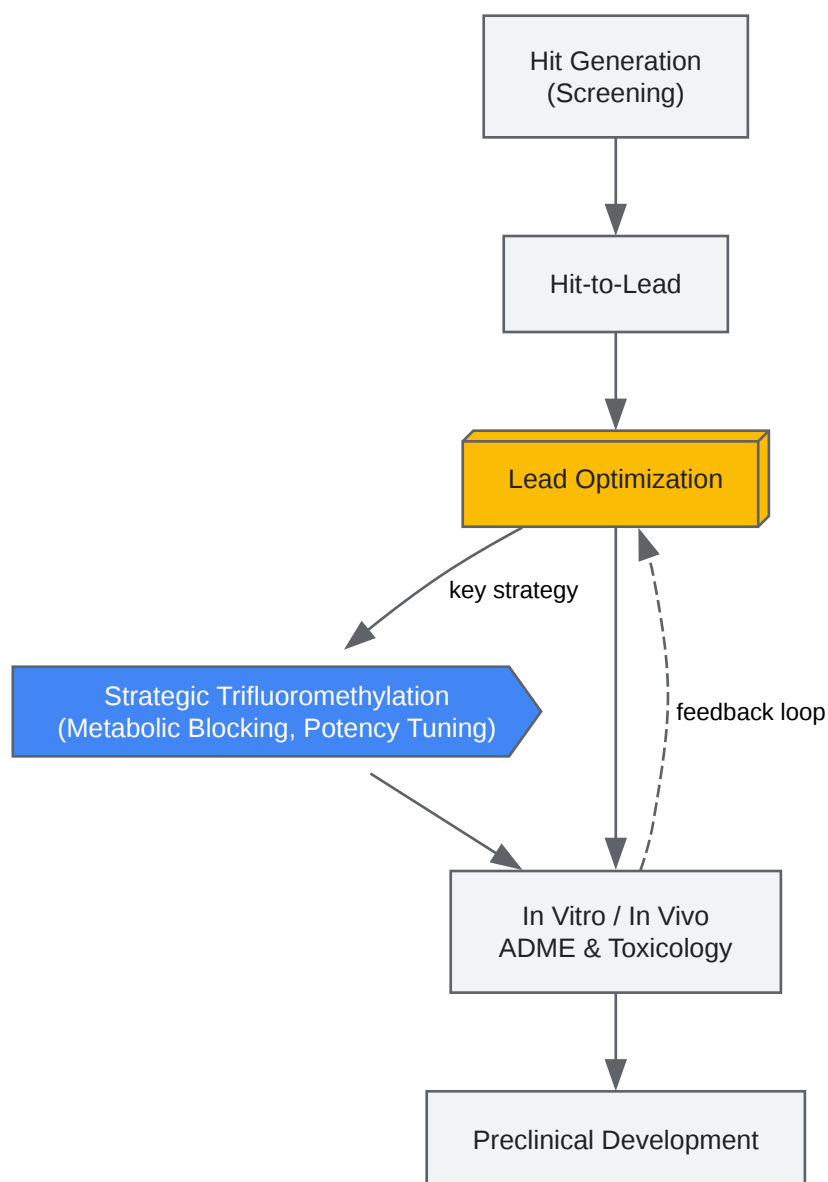 Hit Generation
(Screening)
Hit-to-Lead
Lead Optimization
key strategy
Strategic Trifluoromethylation
(Metabolic Blocking, Potency Tuning)
feedback loop
In Vitro / In Vivo
ADME & Toxicology
Preclinical Development